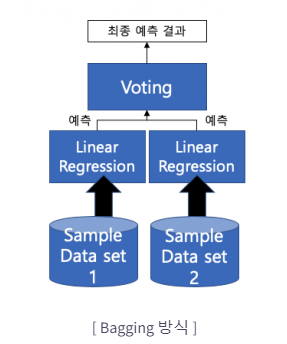 최종 예측 결과
Voting
예측 예측
Linear Regression
Linear Regression
Sample Data set 1
Sample Data set 2
[ Bagging 방식 ]